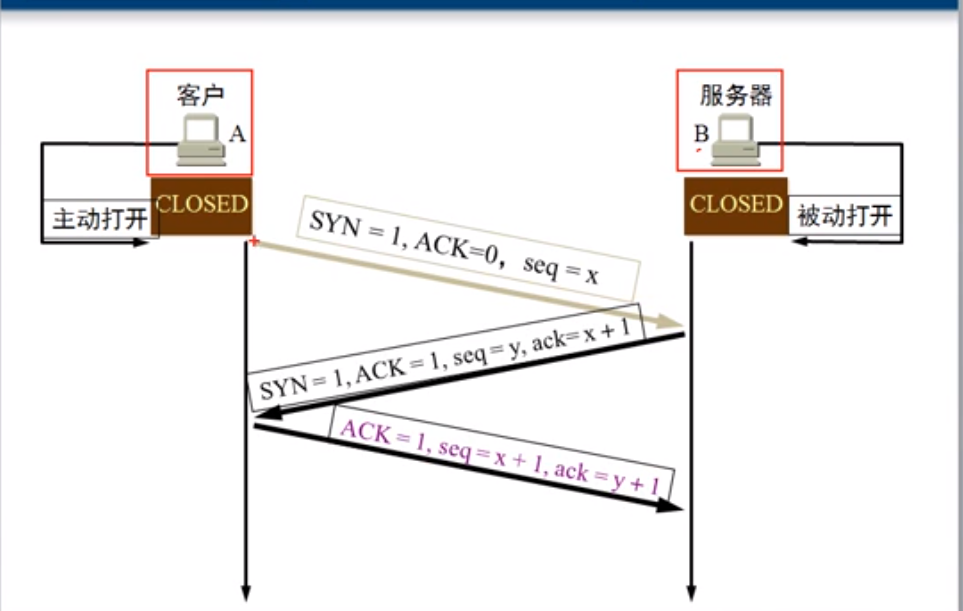 客户
A
服务器
B
CLOSED
主动打开
CLOSED
被动打开
SYN = 1, ACK=0，seq = x
SYN = 1, ACK = 1, seq = y, ack= x + 1
ACK = 1, seq = x + 1, ack = y + 1